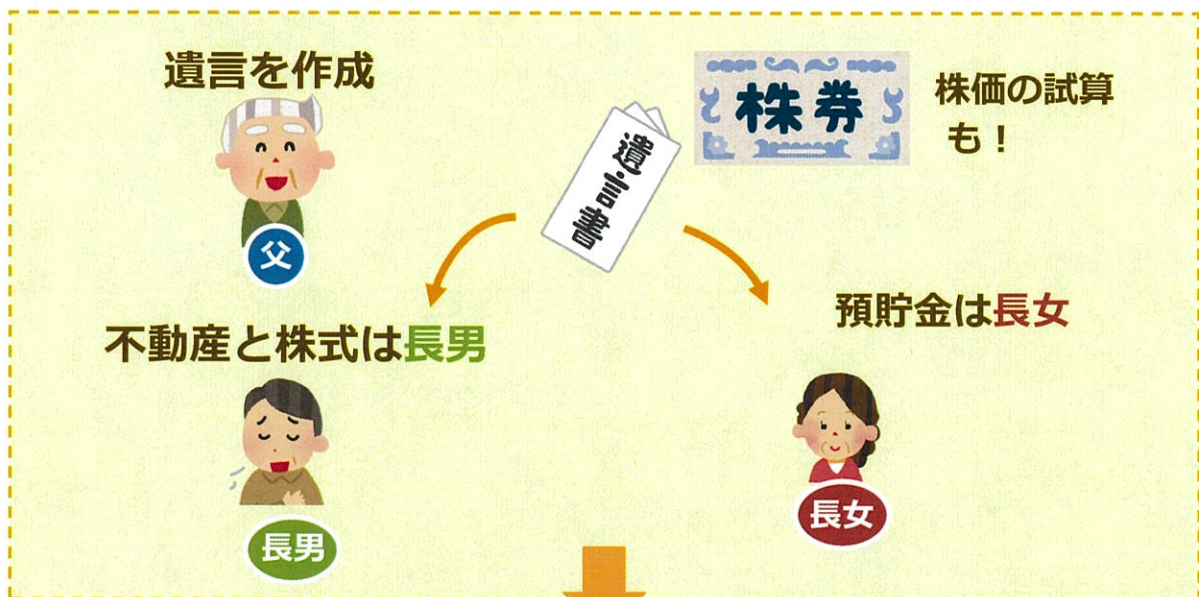 遺言を作成
株券
株価の試算
も！
遺言書
父
不動産と株式は長男
預貯金は長女
長男
長女